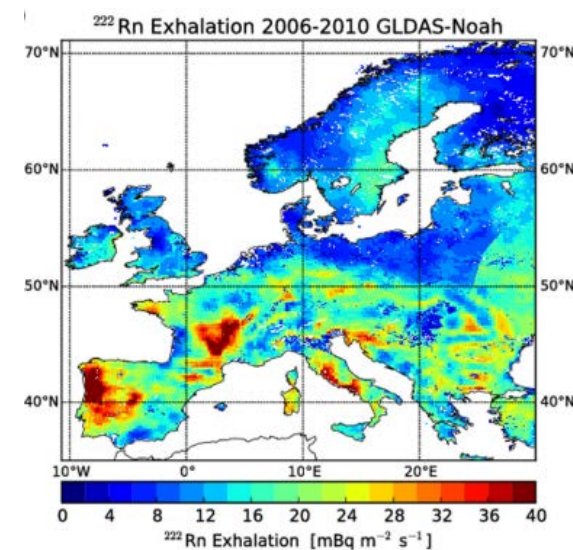 ²²²Rn Exhalation 2006-2010 GLDAS-Noah
70°N 70°N
60°N 60°N
50°N 50°N
40°N 40°N
10°W 0° 10°E 20°E
0 4 8 12 16 20 24 28 32 36 40
²²²Rn Exhalation [mBq m⁻² s⁻¹]